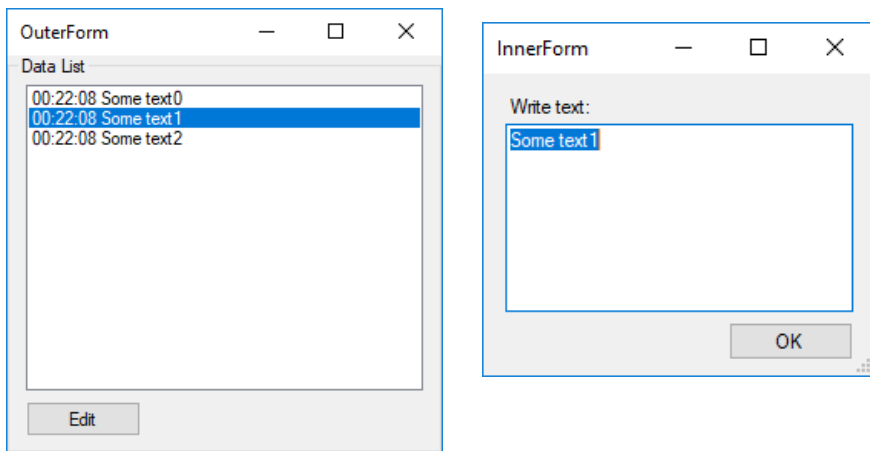 OuterForm
Data List
00:22:08 Some text0
00:22:08 Some text1
00:22:08 Some text2
Edit
InnerForm
Write text:
Some text1
OK